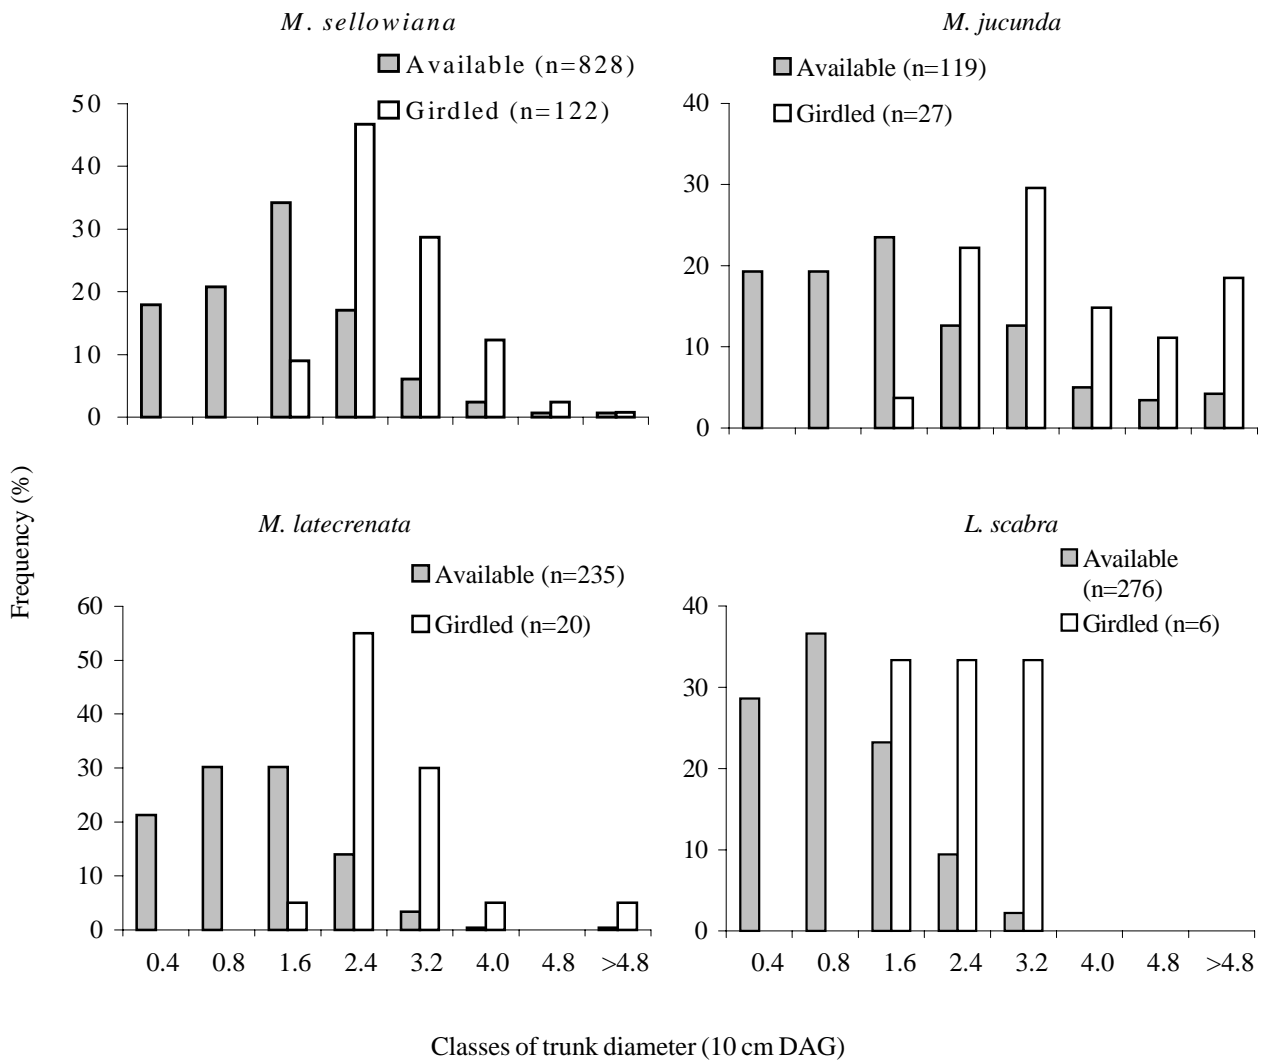 M. sellowiana
Available (n=828)
Girdled (n=122)
50
40
30
20
10
0
M. jucunda
Available (n=119)
Girdled (n=27)
40
30
20
10
0
Frequency (%)
M. latecrenata
Available (n=235)
Girdled (n=20)
60
50
40
30
20
10
0
0.4 0.8 1.6 2.4 3.2 4.0 4.8 >4.8
L. scabra
Available
(n=276)
Girdled (n=6)
40
30
20
10
0
0.4 0.8 1.6 2.4 3.2 4.0 4.8 >4.8
Classes of trunk diameter (10 cm DAG)